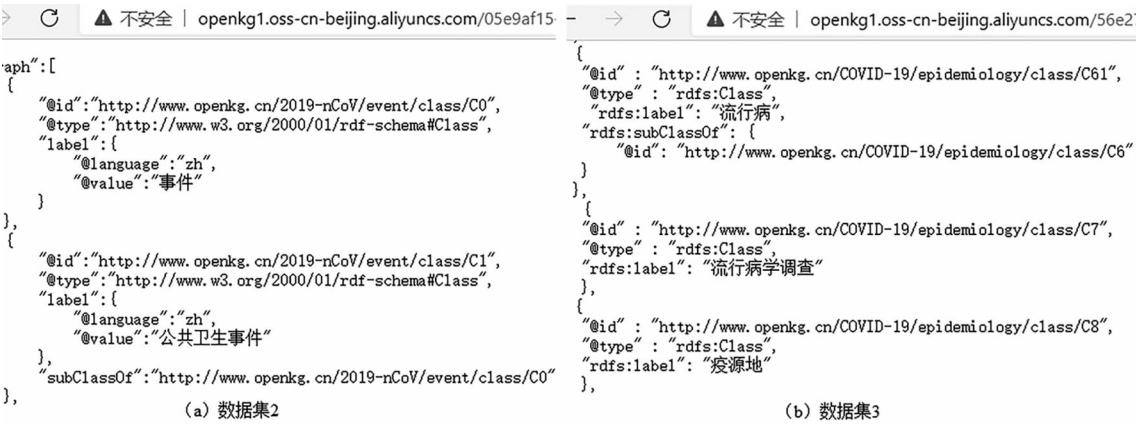 不安全 | openkg1.oss-cn-beijing.aliyuncs.com/05e9af15-
aph":[
{
"@id":"http://www.openkg.cn/2019-nCoV/event/class/C0",
"@type":"http://www.w3.org/2000/01/rdf-schema#Class",
"label":{
"@language":"zh",
"@value":"事件"
}
},
{
"@id":"http://www.openkg.cn/2019-nCoV/event/class/C1",
"@type":"http://www.w3.org/2000/01/rdf-schema#Class",
"label":{
"@language":"zh",
"@value":"公共卫生事件"
},
"subClassOf":"http://www.openkg.cn/2019-nCoV/event/class/C0"
},
(a) 数据集2
不安全 | openkg1.oss-cn-beijing.aliyuncs.com/56e2
{
"@id" : "http://www.openkg.cn/COVID-19/epidemiology/class/C61",
"@type" : "rdfs:Class",
"rdfs:label": "流行病",
"rdfs:subClassOf": {
"@id": "http://www.openkg.cn/COVID-19/epidemiology/class/C6"
}
},
{
"@id" : "http://www.openkg.cn/COVID-19/epidemiology/class/C7",
"@type" : "rdfs:Class",
"rdfs:label": "流行病学调查"
},
{
"@id" : "http://www.openkg.cn/COVID-19/epidemiology/class/C8",
"@type" : "rdfs:Class",
"rdfs:label": "疫源地"
},
(b) 数据集3